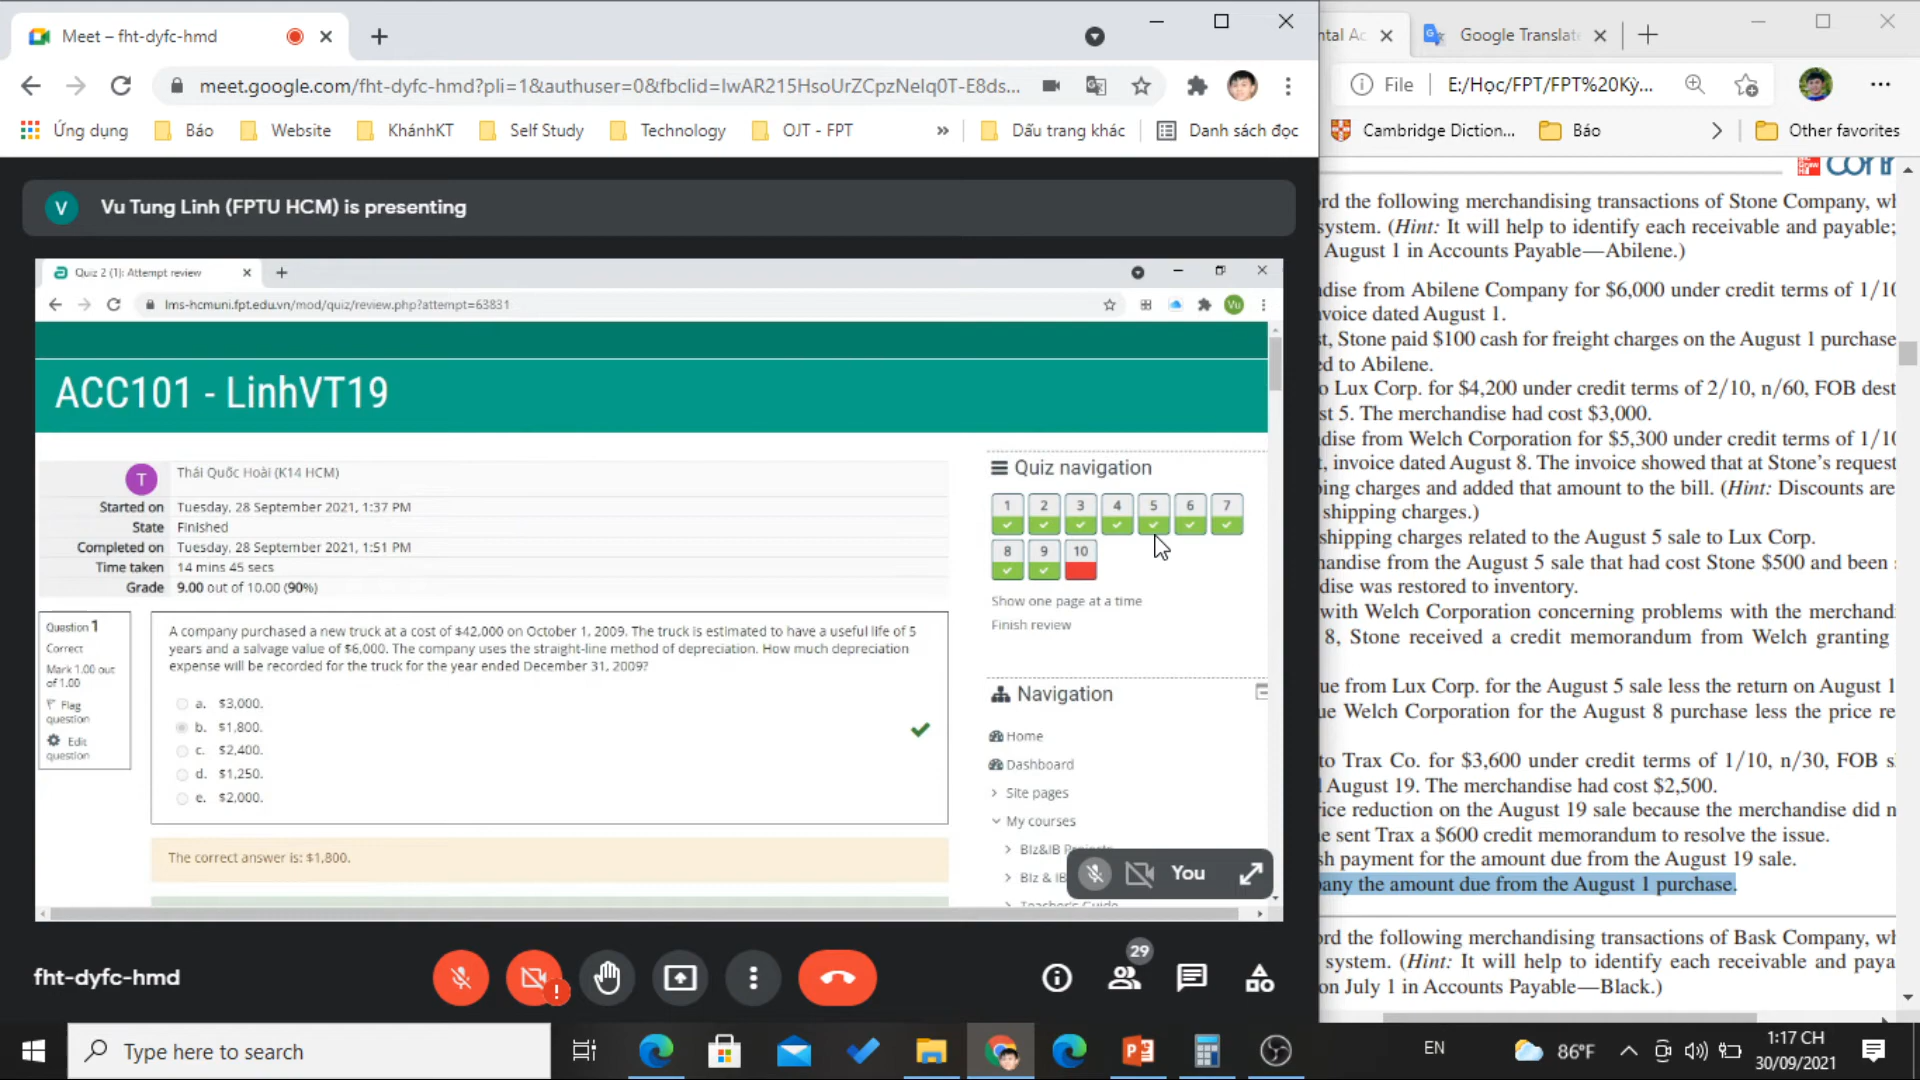 Meet – fht-dyfc-hmd
meet.google.com/fht-dyfc-hmd?pli=1&authuser=0&fbclid=IwAR215HsoUrZCpzNeIq0T-E8ds...
Ứng dụng
Báo
Website
KhánhKT
Self Study
Technology
OJT - FPT
»
Dấu trang khác
Danh sách đọc
V
Vu Tung Linh (FPTU HCM) is presenting
Quiz 2 (1): Attempt review
lms-hcmuni.fpt.edu.vn/mod/quiz/review.php?attempt=63831
Vu
ACC101 - LinhVT19
T
Thái Quốc Hoài (K14 HCM)
Started on Tuesday, 28 September 2021, 1:37 PM
State Finished
Completed on Tuesday, 28 September 2021, 1:51 PM
Time taken 14 mins 45 secs
Grade 9.00 out of 10.00 (90%)
Question 1
Correct
Mark 1.00 out
of 1.00
Flag
question
Edit
question
A company purchased a new truck at a cost of $42,000 on October 1, 2009. The truck is estimated to have a useful life of 5
years and a salvage value of $6,000. The company uses the straight-line method of depreciation. How much depreciation
expense will be recorded for the truck for the year ended December 31, 2009?
a. $3,000.
b. $1,800.
c. $2,400.
d. $1,250.
e. $2,000.
The correct answer is: $1,800.
Quiz navigation
1 2 3 4 5 6 7
8 9 10
Show one page at a time
Finish review
Navigation
Home
Dashboard
Site pages
My courses
BIz&IB
Biz & IB
Teacher's Guide
You
fht-dyfc-hmd
29
ntal Ac
Google Translat
File
E:/Học/FPT/FPT%20Kỳ...
Cambridge Diction...
Báo
Other favorites
rd the following merchandising transactions of Stone Company, wh
system. (Hint: It will help to identify each receivable and payable;
August 1 in Accounts Payable—Abilene.)
dise from Abilene Company for $6,000 under credit terms of 1/10
voice dated August 1.
t, Stone paid $100 cash for freight charges on the August 1 purchase
ed to Abilene.
o Lux Corp. for $4,200 under credit terms of 2/10, n/60, FOB dest
st 5. The merchandise had cost $3,000.
dise from Welch Corporation for $5,300 under credit terms of 1/10
, invoice dated August 8. The invoice showed that at Stone's request
ing charges and added that amount to the bill. (Hint: Discounts are
shipping charges.)
shipping charges related to the August 5 sale to Lux Corp.
andise from the August 5 sale that had cost Stone $500 and been
dise was restored to inventory.
with Welch Corporation concerning problems with the merchandi
8, Stone received a credit memorandum from Welch granting
ue from Lux Corp. for the August 5 sale less the return on August 1
ue Welch Corporation for the August 8 purchase less the price re
to Trax Co. for $3,600 under credit terms of 1/10, n/30, FOB s
August 19. The merchandise had cost $2,500.
rice reduction on the August 19 sale because the merchandise did n
e sent Trax a $600 credit memorandum to resolve the issue.
sh payment for the amount due from the August 19 sale.
any the amount due from the August 1 purchase.
ord the following merchandising transactions of Bask Company, wh
system. (Hint: It will help to identify each receivable and paya
on July 1 in Accounts Payable—Black.)
Type here to search
EN
86°F
1:17 CH
30/09/2021